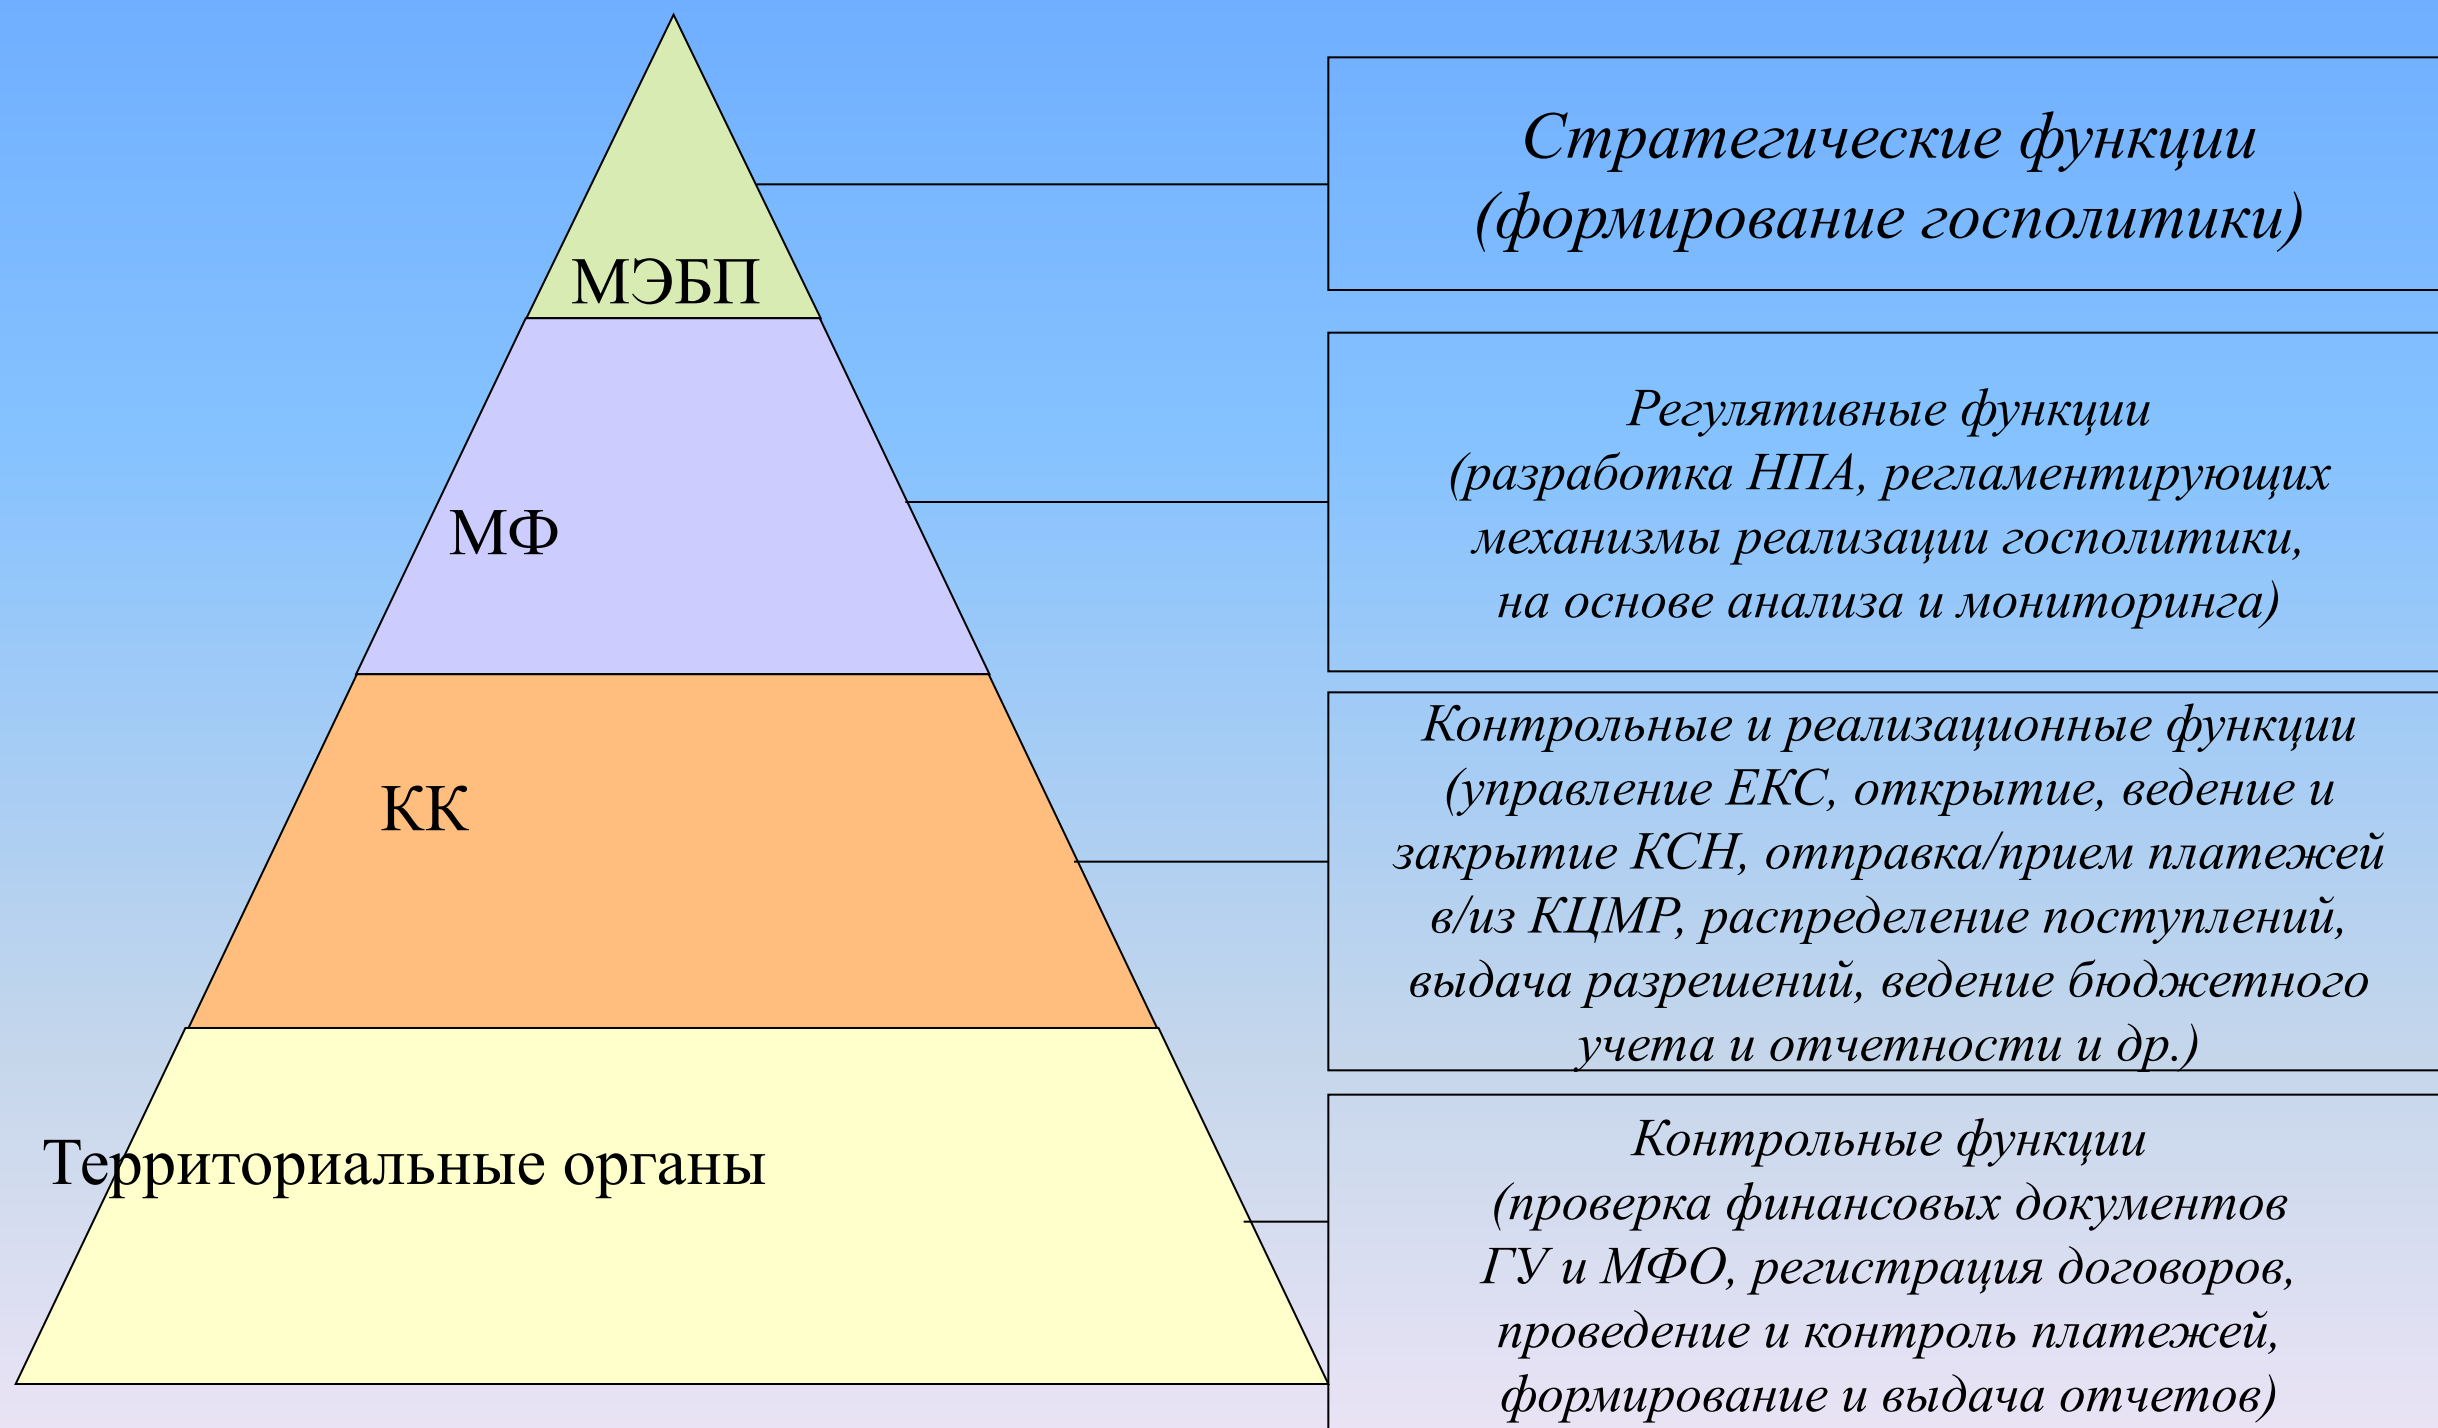 МЭБП
Стратегические функции
(формирование госполитики)
МФ
Регулятивные функции
(разработка НПА, регламентирующих
механизмы реализации госполитики,
на основе анализа и мониторинга)
КК
Контрольные и реализационные функции
(управление ЕКС, открытие, ведение и
закрытие КСН, отправка/прием платежей
в/из КЦМР, распределение поступлений,
выдача разрешений, ведение бюджетного
учета и отчетности и др.)
Территориальные органы
Контрольные функции
(проверка финансовых документов
ГУ и МФО, регистрация договоров,
проведение и контроль платежей,
формирование и выдача отчетов)